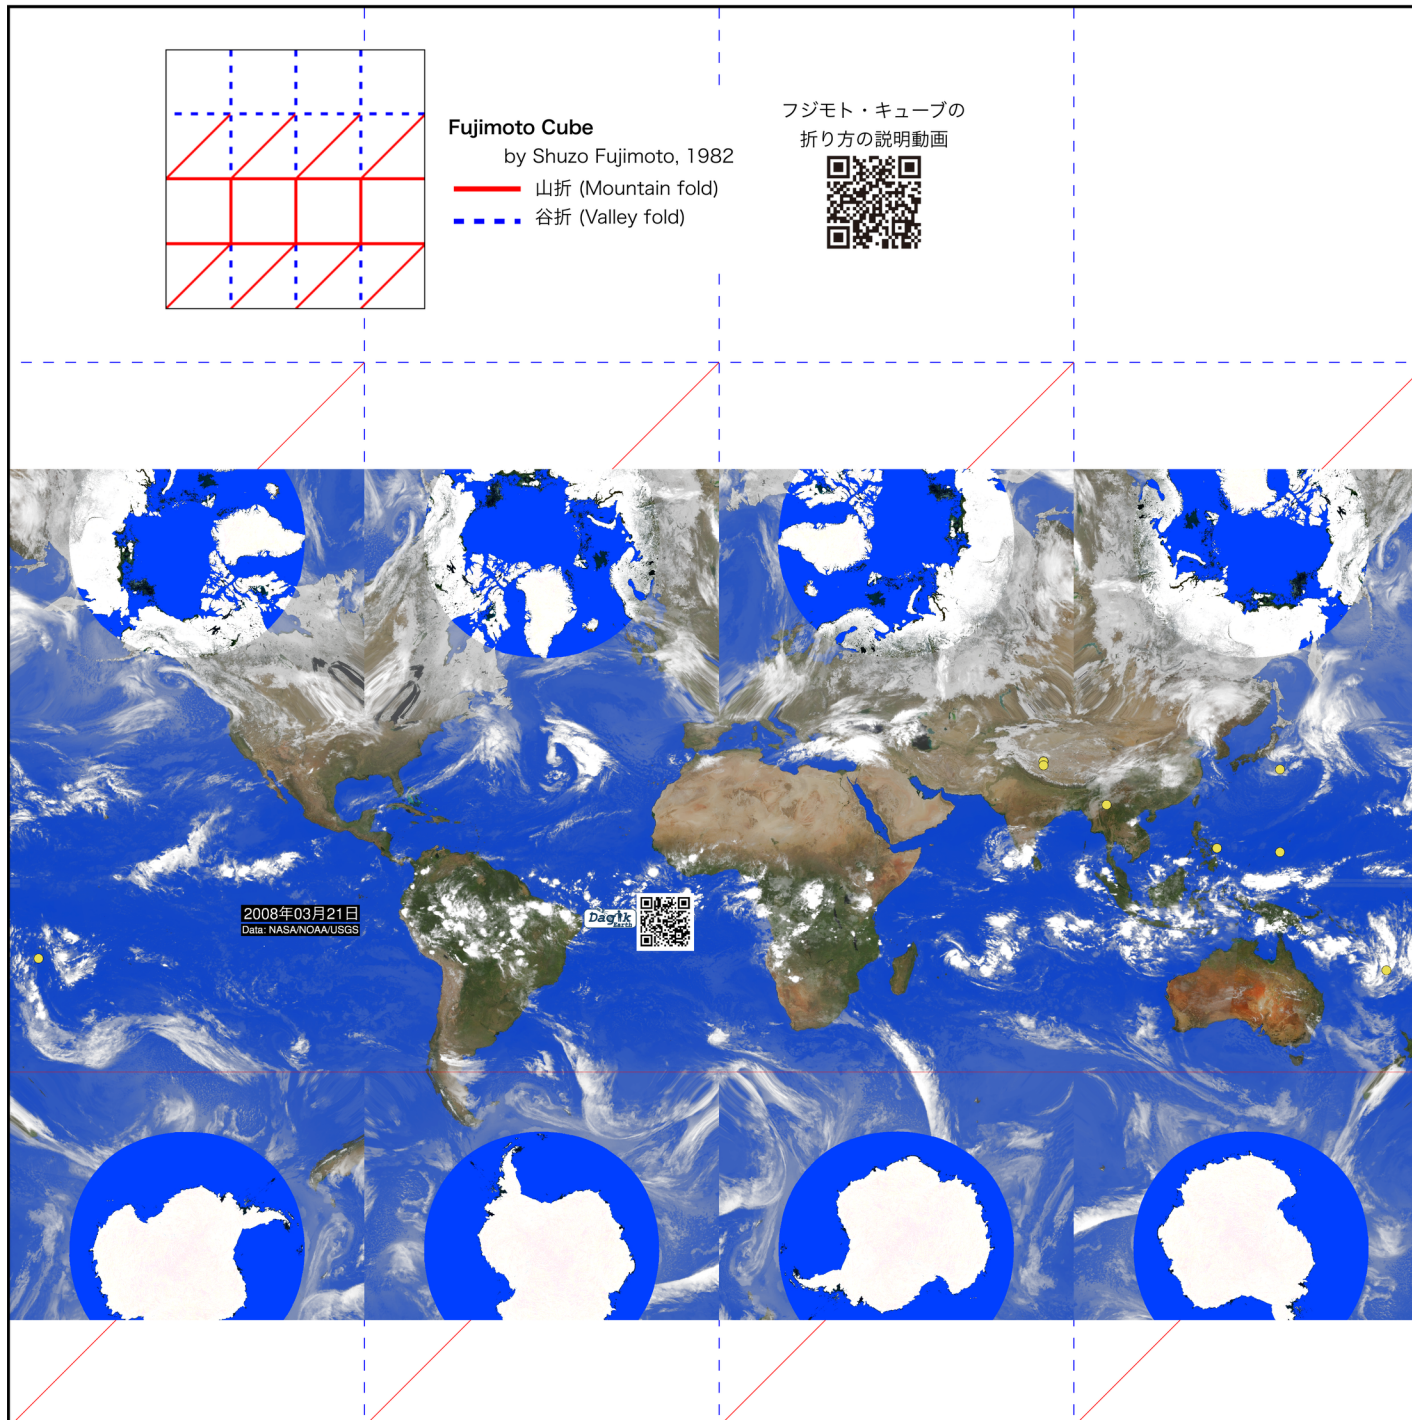 Fujimoto Cube
by Shuzo Fujimoto, 1982
山折 (Mountain fold)
谷折 (Valley fold)
フジモト・キューブの
折り方の説明動画
2008年03月21日
Data: NASA/NOAA/USGS
Dagik
Earth